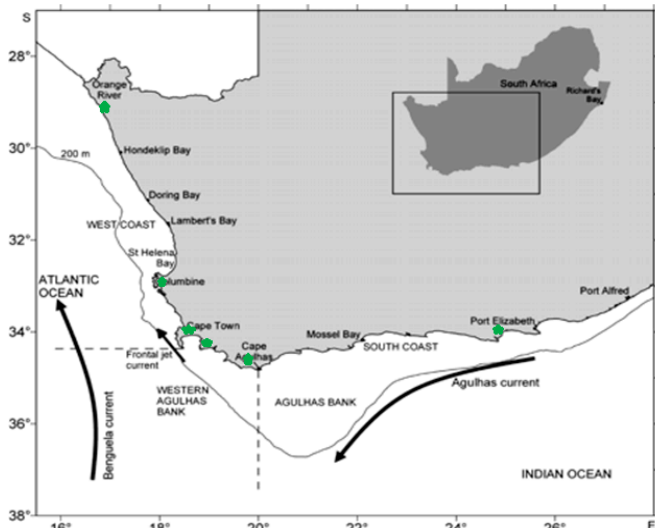 S
28°
30°
32°
34°
36°
38°
16°
18°
20°
22°
24°
26°
Orange
River
Hondeklip Bay
200 m
Doring Bay
WEST COAST
Lambert's Bay
St Helena
Bay
lumbine
ATLANTIC
OCEAN
Cape Town
Cape
Agulhas
Mossel Bay
SOUTH COAST
Port Elizabeth
Port Alfred
Frontal jet
current
WESTERN
AGULHAS
BANK
AGULHAS BANK
Agulhas current
Benguela current
INDIAN OCEAN
South Africa
Richard's
Bay